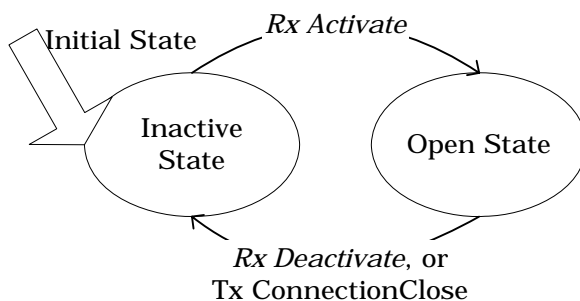 Initial State
Rx Activate
Inactive
State
Open State
Rx Deactivate, or
Tx ConnectionClose